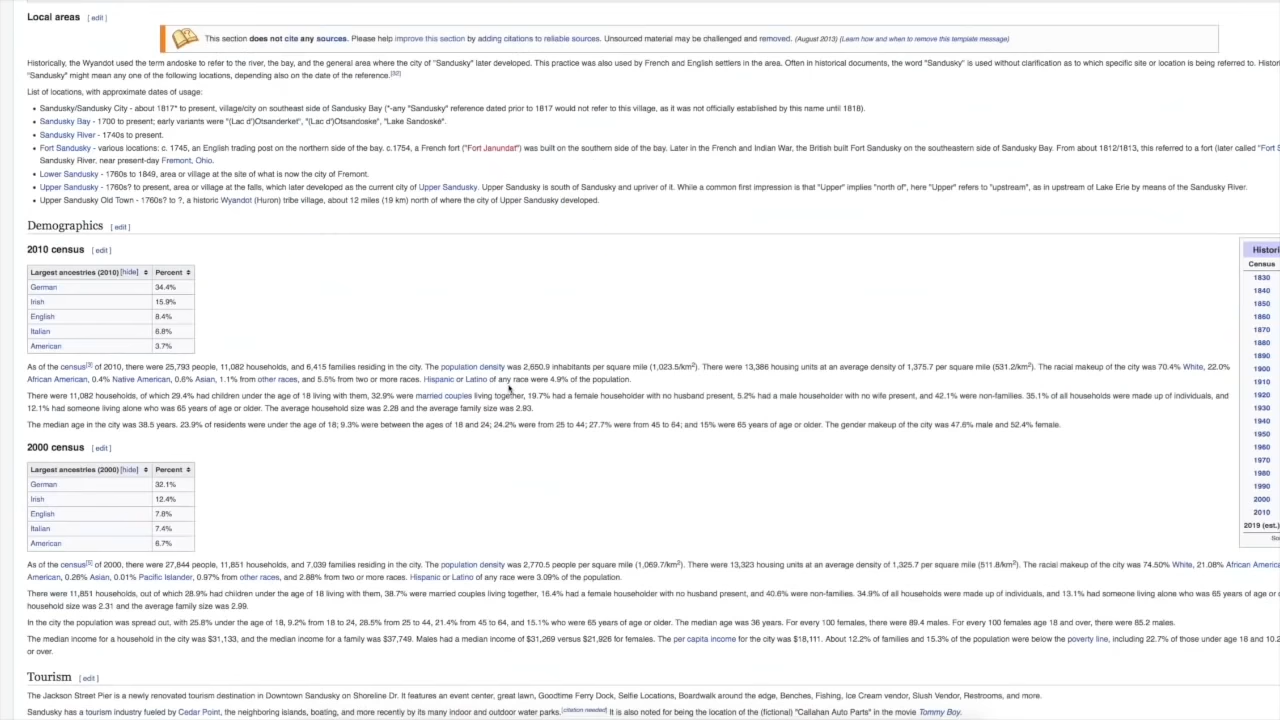 Local areas [ edit ]
This section does not cite any sources. Please help improve this section by adding citations to reliable sources. Unsourced material may be challenged and removed. (August 2013) (Learn how and when to remove this template message)
Historically, the Wyandot used the term andoske to refer to the river, the bay, and the general area where the city of "Sandusky" later developed. This practice was also used by French and English settlers in the area. Often in historical documents, the word "Sandusky" is used without clarification as to which specific site or location is being referred to. Histori
"Sandusky" might mean any one of the following locations, depending also on the date of the reference.[32]
List of locations, with approximate dates of usage:
• Sandusky/Sandusky City - about 1817* to present, village/city on southeast side of Sandusky Bay (*-any "Sandusky" reference dated prior to 1817 would not refer to this village, as it was not officially established by this name until 1818).
• Sandusky Bay - 1700 to present; early variants were "(Lac d')Otsanderket", "(Lac d')Otsandoske", "Lake Sandoské".
• Sandusky River - 1740s to present.
• Fort Sandusky - various locations: c. 1745, an English trading post on the northern side of the bay. c.1754, a French fort ("Fort Janundat") was built on the southern side of the bay. Later in the French and Indian War, the British built Fort Sandusky on the southeastern side of Sandusky Bay. From about 1812/1813, this referred to a fort (later called "Fort S
Sandusky River, near present-day Fremont, Ohio.
• Lower Sandusky - 1760s to 1849, area or village at the site of what is now the city of Fremont.
• Upper Sandusky - 1760s? to present, area or village at the falls, which later developed as the current city of Upper Sandusky. Upper Sandusky is south of Sandusky and upriver of it. While a common first impression is that "Upper" implies "north of", here "Upper" refers to "upstream", as in upstream of Lake Erie by means of the Sandusky River.
• Upper Sandusky Old Town - 1760s? to ?, a historic Wyandot (Huron) tribe village, about 12 miles (19 km) north of where the city of Upper Sandusky developed.
Demographics [ edit ]
2010 census [ edit ]
Largest ancestries (2010) [hide] Percent
German 34.4%
Irish 15.9%
English 8.4%
Italian 6.8%
American 3.7%
As of the census[3] of 2010, there were 25,793 people, 11,082 households, and 6,415 families residing in the city. The population density was 2,650.9 inhabitants per square mile (1,023.5/km2). There were 13,386 housing units at an average density of 1,375.7 per square mile (531.2/km2). The racial makeup of the city was 70.4% White, 22.0%
African American, 0.4% Native American, 0.6% Asian, 1.1% from other races, and 5.5% from two or more races. Hispanic or Latino of any race were 4.9% of the population.
There were 11,082 households, of which 29.4% had children under the age of 18 living with them, 32.9% were married couples living together, 19.7% had a female householder with no husband present, 5.2% had a male householder with no wife present, and 42.1% were non-families. 35.1% of all households were made up of individuals, and
12.1% had someone living alone who was 65 years of age or older. The average household size was 2.28 and the average family size was 2.93.
The median age in the city was 38.5 years. 23.9% of residents were under the age of 18; 9.3% were between the ages of 18 and 24; 24.2% were from 25 to 44; 27.7% were from 45 to 64; and 15% were 65 years of age or older. The gender makeup of the city was 47.6% male and 52.4% female.
2000 census [ edit ]
Largest ancestries (2000) [hide] Percent
German 32.1%
Irish 12.4%
English 7.8%
Italian 7.4%
American 6.7%
As of the census[5] of 2000, there were 27,844 people, 11,851 households, and 7,039 families residing in the city. The population density was 2,770.5 people per square mile (1,069.7/km2). There were 13,323 housing units at an average density of 1,325.7 per square mile (511.8/km2). The racial makeup of the city was 74.50% White, 21.08% African America
American, 0.28% Asian, 0.01% Pacific Islander, 0.97% from other races, and 2.88% from two or more races. Hispanic or Latino of any race were 3.09% of the population.
There were 11,851 households, out of which 28.9% had children under the age of 18 living with them, 38.7% were married couples living together, 16.4% had a female householder with no husband present, and 40.6% were non-families. 34.9% of all households were made up of individuals, and 13.1% had someone living alone who was 65 years of age or
household size was 2.31 and the average family size was 2.99.
In the city the population was spread out, with 25.8% under the age of 18, 9.2% from 18 to 24, 28.5% from 25 to 44, 21.4% from 45 to 64, and 15.1% who were 65 years of age or older. The median age was 36 years. For every 100 females, there were 89.4 males. For every 100 females age 18 and over, there were 85.2 males.
The median income for a household in the city was $31,133, and the median income for a family was $37,749. Males had a median income of $31,269 versus $21,926 for females. The per capita income for the city was $18,111. About 12.2% of families and 15.3% of the population were below the poverty line, including 22.7% of those under age 18 and 10.2
or over.
Tourism [ edit ]
The Jackson Street Pier is a newly renovated tourism destination in Downtown Sandusky on Shoreline Dr. It features an event center, great lawn, Goodtime Ferry Dock, Selfie Locations, Boardwalk around the edge, Benches, Fishing, Ice Cream vendor, Slush Vendor, Restrooms, and more.
Sandusky has a tourism industry fueled by Cedar Point, the neighboring islands, boating, and more recently by its many indoor and outdoor water parks.[citation needed] It is also noted for being the location of the (fictional) "Callahan Auto Parts" in the movie Tommy Boy.
Histori
Census
1830
1840
1850
1860
1870
1880
1890
1900
1910
1920
1930
1940
1950
1960
1970
1980
1990
2000
2010
2019 (est.)